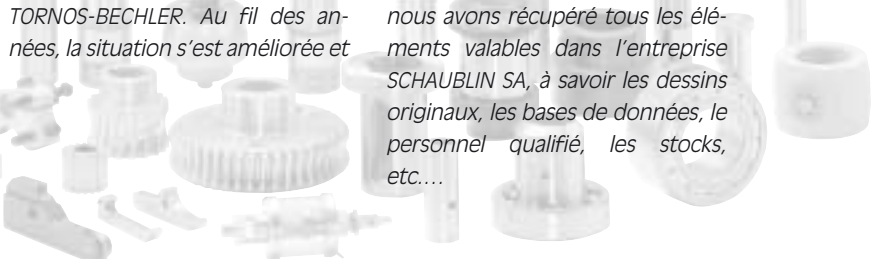 TORNOS-BECHLER. Au fil des an-
nées, la situation s'est améliorée et
nous avons récupéré tous les élé-
ments valables dans l'entreprise
SCHAUBLIN SA, à savoir les dessins
originaux, les bases de données, le
personnel qualifié, les stocks,
etc.…